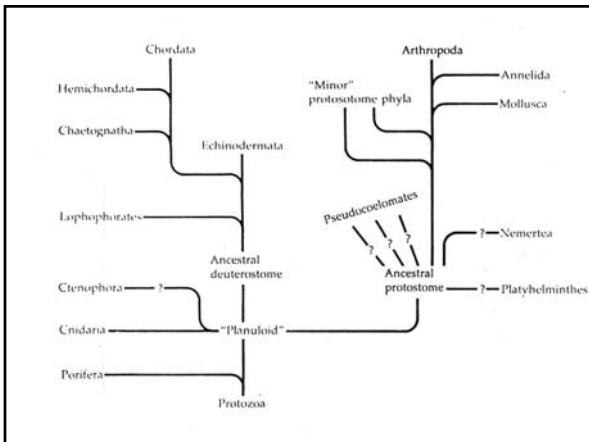 Chordata
Arthropoda
Hemichordata
"Minor"
protosotome phyla
Annelida
Mollusca
Chaetognatha
Echinodermata
Pseudocoelomates
Lophophorates
? ? ?
? Nemertea
Ancestral
deuterostome
Ancestral
protostome
? Platyhelminthes
Ctenophora ?
Cnidaria
"Planuloid"
Porifera
Protozoa